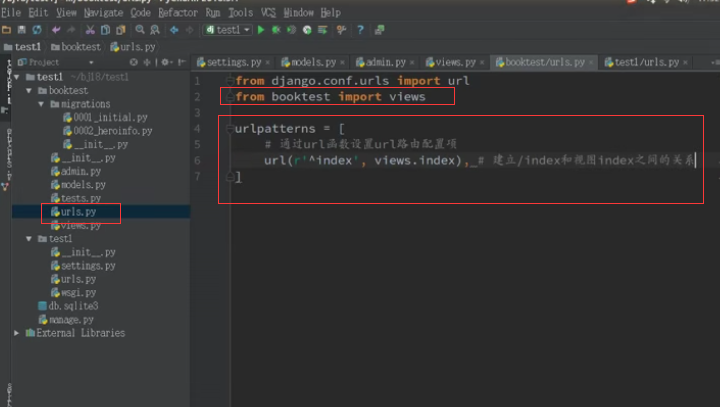 File Edit View Navigate Code Refactor Run Tools VCS Window Help
test1
test1 booktest urls.py
Project
settings.py models.py admin.py views.py booktest/urls.py test1/urls.py
test1 ~/bj18/test1
booktest
migrations
0001_initial.py
0002_heroinfo.py
__init__.py
__init__.py
admin.py
models.py
tests.py
urls.py
views.py
test1
__init__.py
settings.py
urls.py
wsgi.py
db.sqlite3
manage.py
External Libraries
1 from django.conf.urls import url
2 from booktest import views
3
4 urlpatterns = [
5 # 通过url函数设置url路由配置项
6 url(r'^index', views.index), # 建立/index和视图index之间的关系
7 ]